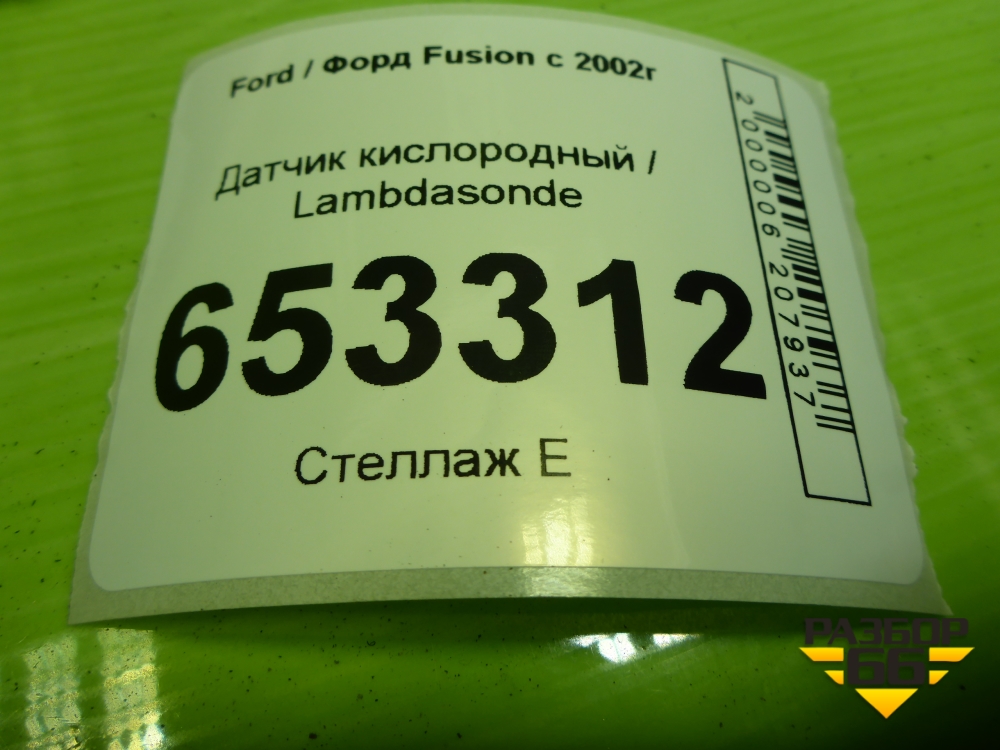 Ford / Форд Fusion с 2002г
Датчик кислородный /
Lambdasonde
653312
Стеллаж Е
2000006207937
РАЗБОР
66